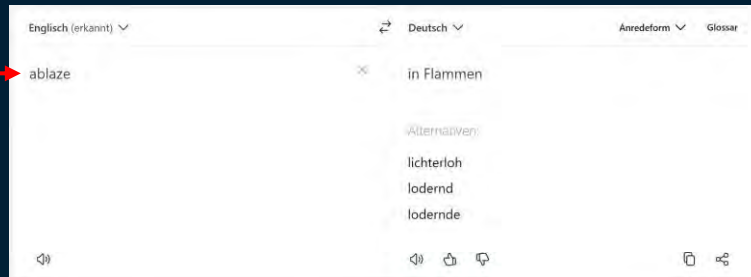 Englisch (erkannt)
Deutsch
Anredeform
Glossar
ablaze
in Flammen
Alternativen:
lichterloh
lodernd
lodernde